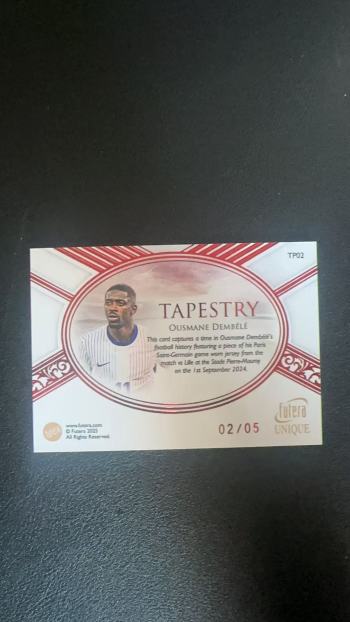 TP02
TAPESTRY
OUSMANE DEMBÉLÉ
This card captures a time in Ousmane Dembélé's
football history featuring a piece of his Paris
Saint-Germain game worn jersey from the
match vs Lille at the Stade Pierre-Mauroy
on the 1st September 2024.
www.futera.com
© Futera 2025
All Rights Reserved.
02/05
futera
UNIQUE